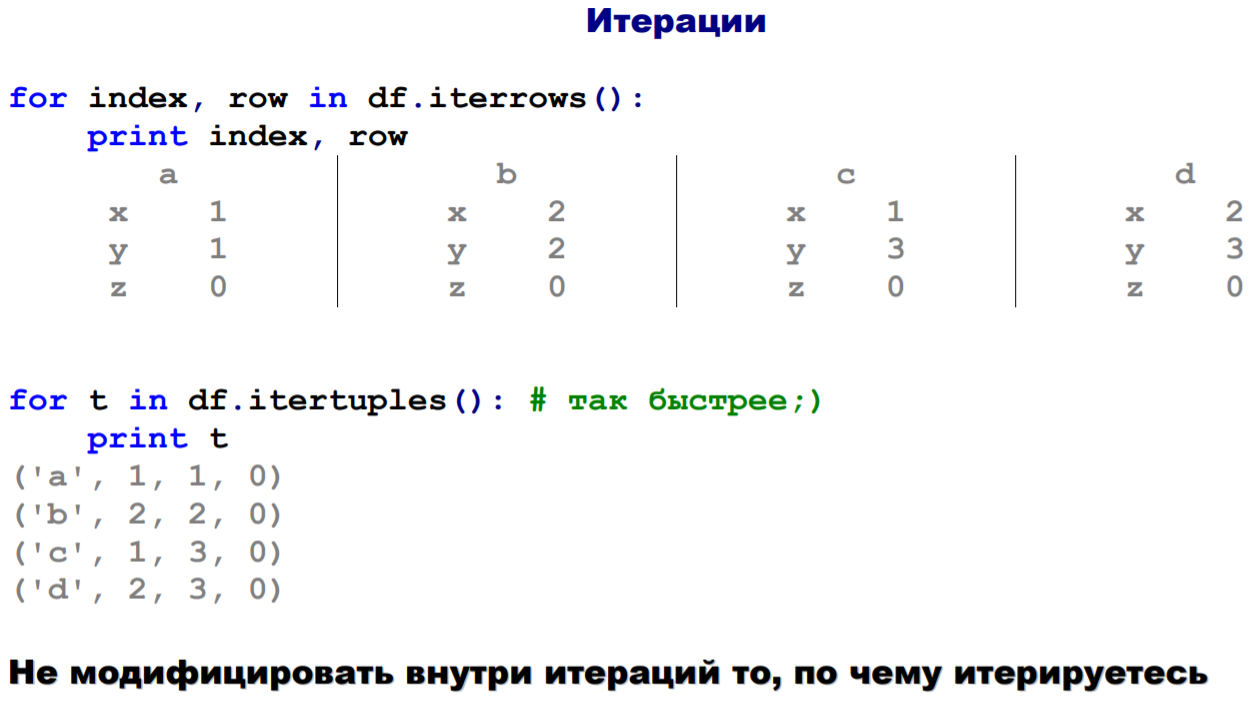 Итерации
for index, row in df.iterrows():
    print index, row
a b c d
x 1 x 2 x 1 x 2
y 1 y 2 y 3 y 3
z 0 z 0 z 0 z 0
for t in df.itertuples(): # так быстрее;)
    print t
('a', 1, 1, 0)
('b', 2, 2, 0)
('c', 1, 3, 0)
('d', 2, 3, 0)
Не модифицировать внутри итераций то, по чему итерируетесь